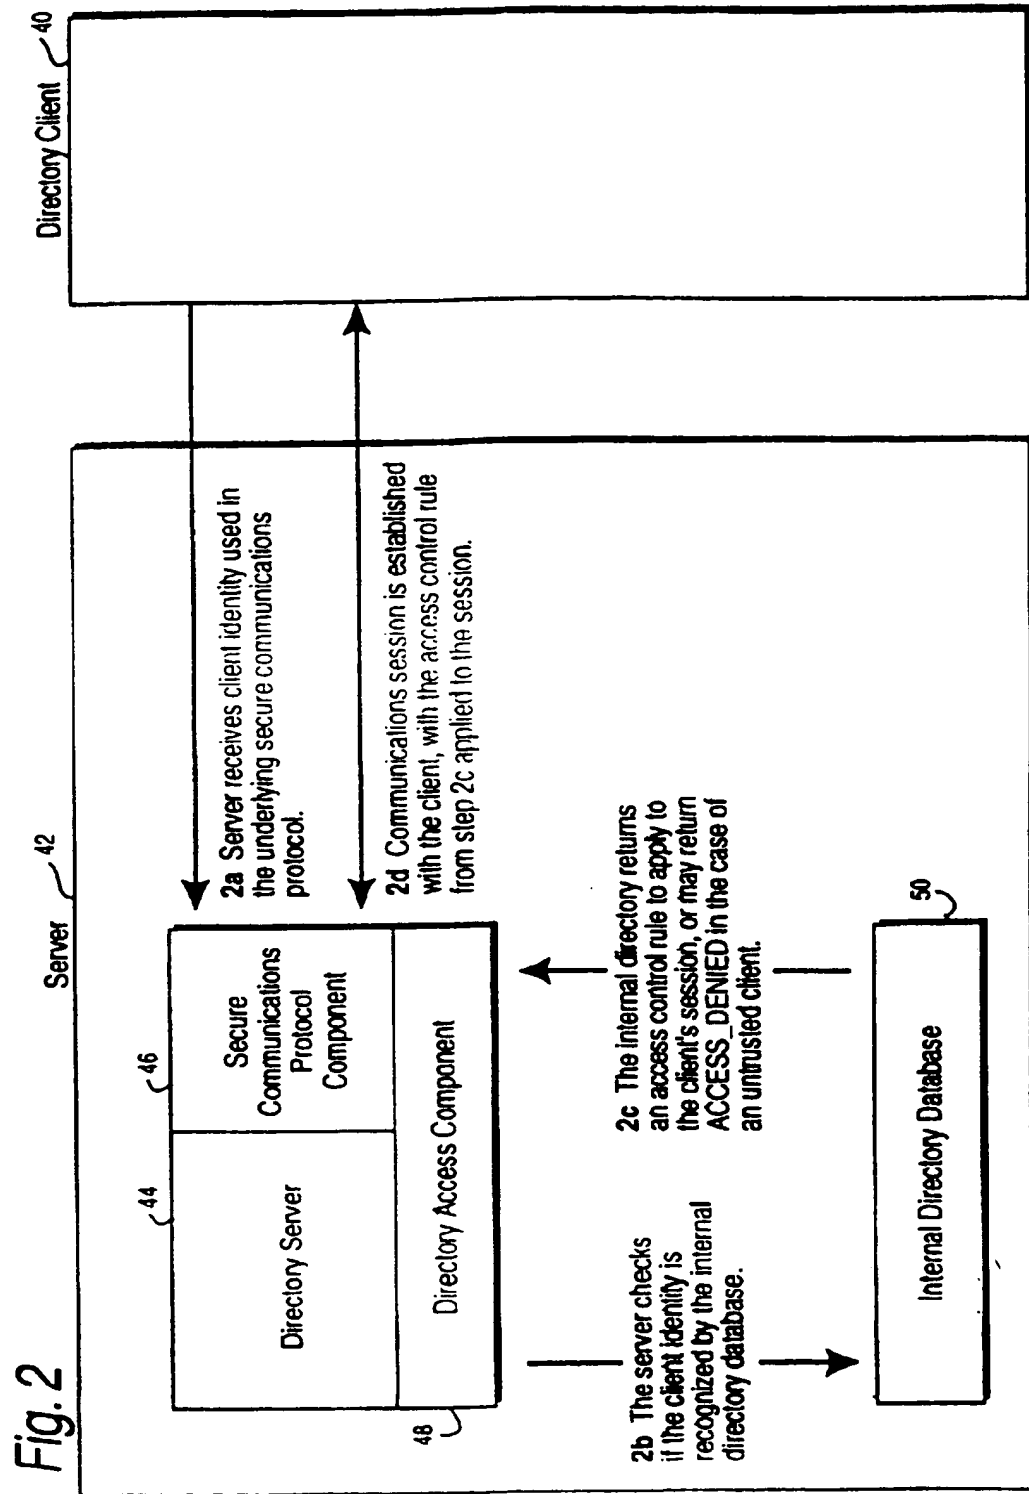 Fig. 2
Server
42
Directory Client
40
44
46
Directory Server
Secure
Communications
Protocol
Component
Directory Access Component
48
2a Server receives client identity used in
the underlying secure communications
protocol.
2d Communications session is established
with the client, with the access control rule
from step 2c applied to the session.
2b The server checks
if the client identity is
recognized by the internal
directory database.
2c The internal directory returns
an access control rule to apply to
the client's session, or may return
ACCESS_DENIED in the case of
an untrusted client.
50
Internal Directory Database